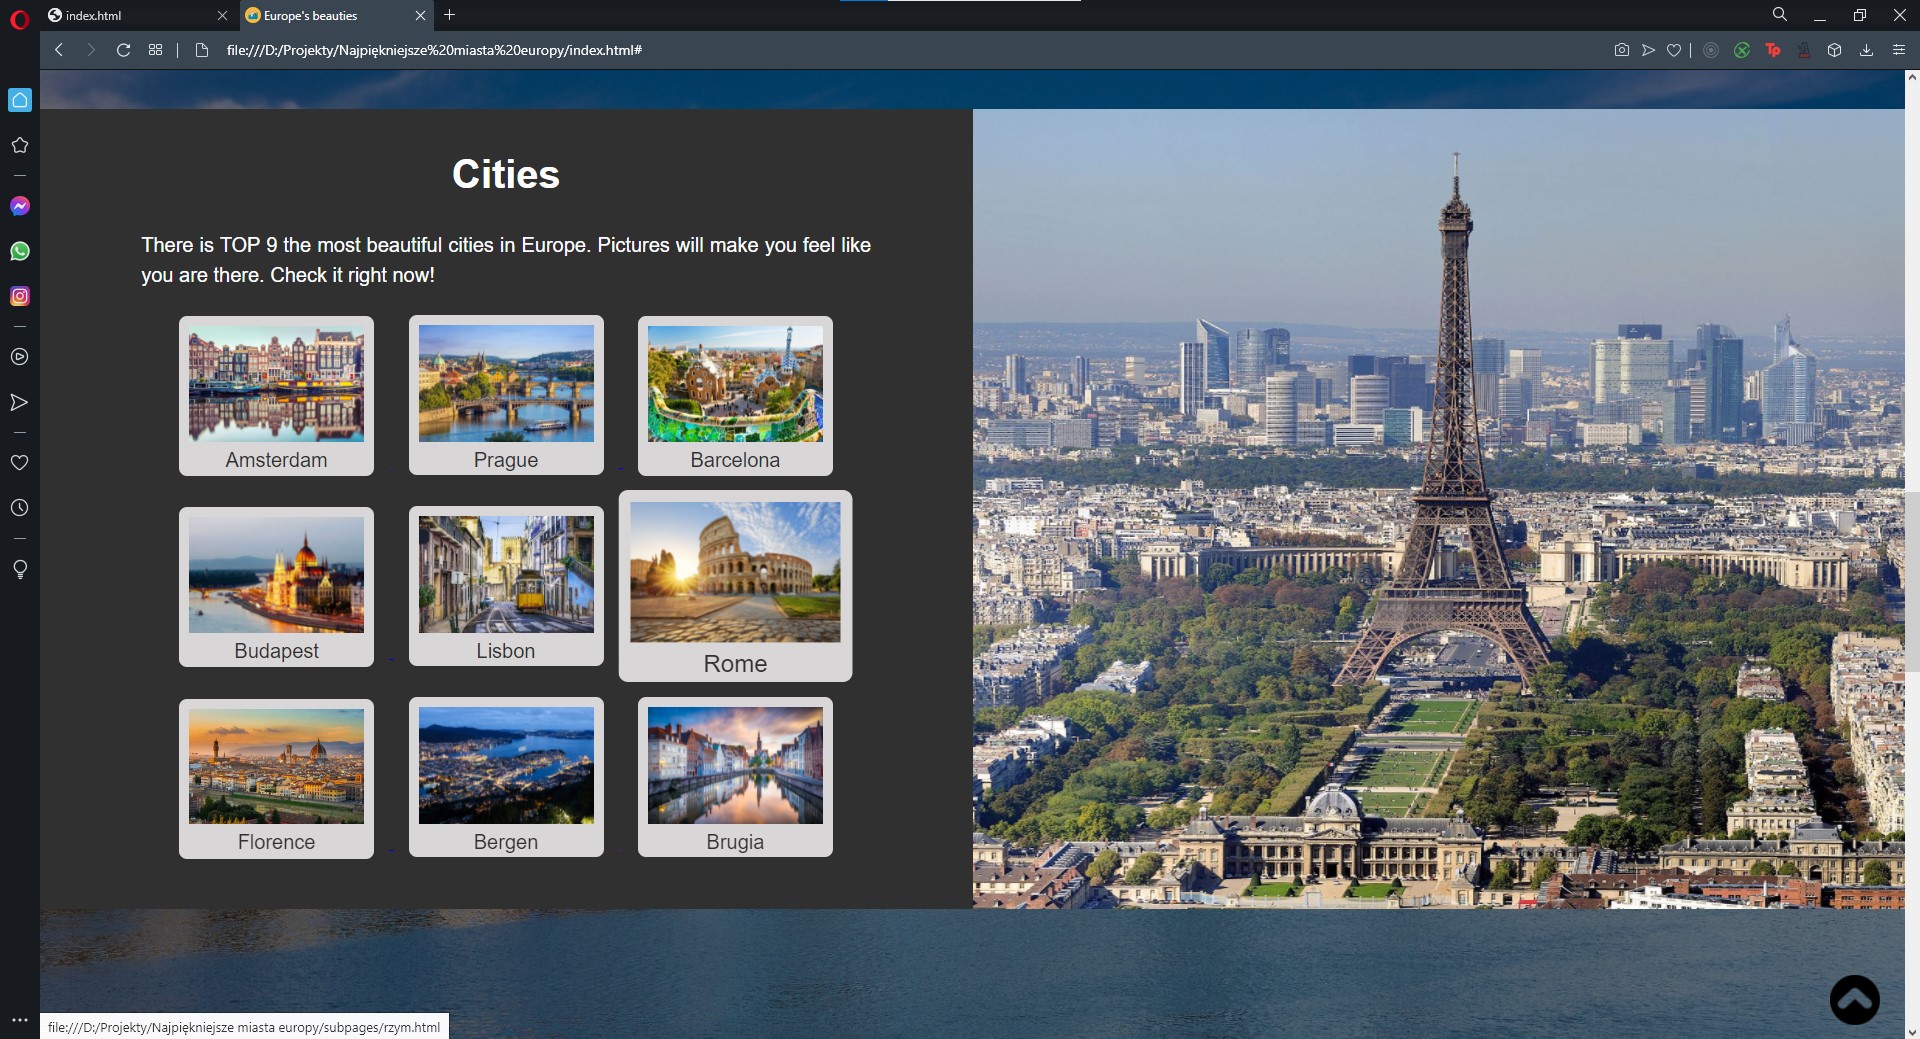 index.html
Europe's beauties
file:///D:/Projekty/Najpiękniejsze%20miasta%20europy/index.html#
Tp
Cities
There is TOP 9 the most beautiful cities in Europe. Pictures will make you feel like
you are there. Check it right now!
Amsterdam
Prague
Barcelona
Budapest
Lisbon
Rome
Florence
Bergen
Brugia
file:///D:/Projekty/Najpiękniejsze miasta europy/subpages/rzym.html